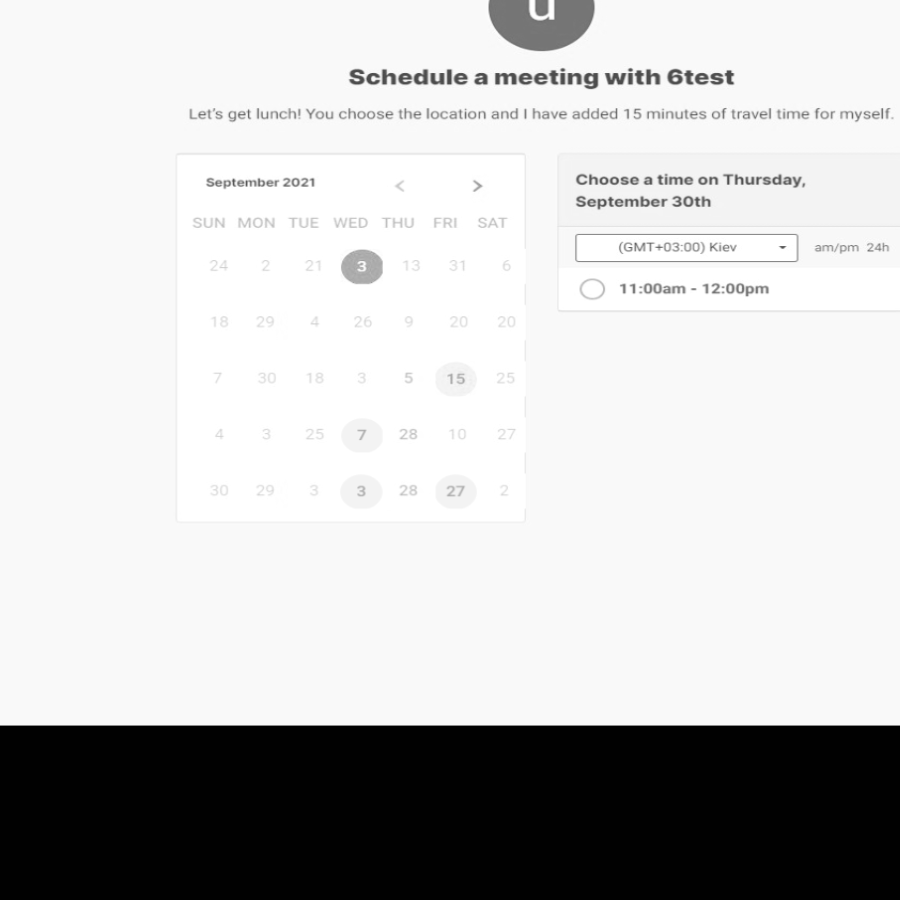 u
Schedule a meeting with 6test
Let's get lunch! You choose the location and I have added 15 minutes of travel time for myself.
September 2021 < >
SUN MON TUE WED THU FRI SAT
24 2 21 3 13 31 6
18 29 4 26 9 20 20
7 30 18 3 5 15 25
4 3 25 7 28 10 27
30 29 3 3 28 27 2
Choose a time on Thursday,
September 30th
(GMT+03:00) Kiev am/pm 24h
11:00am - 12:00pm